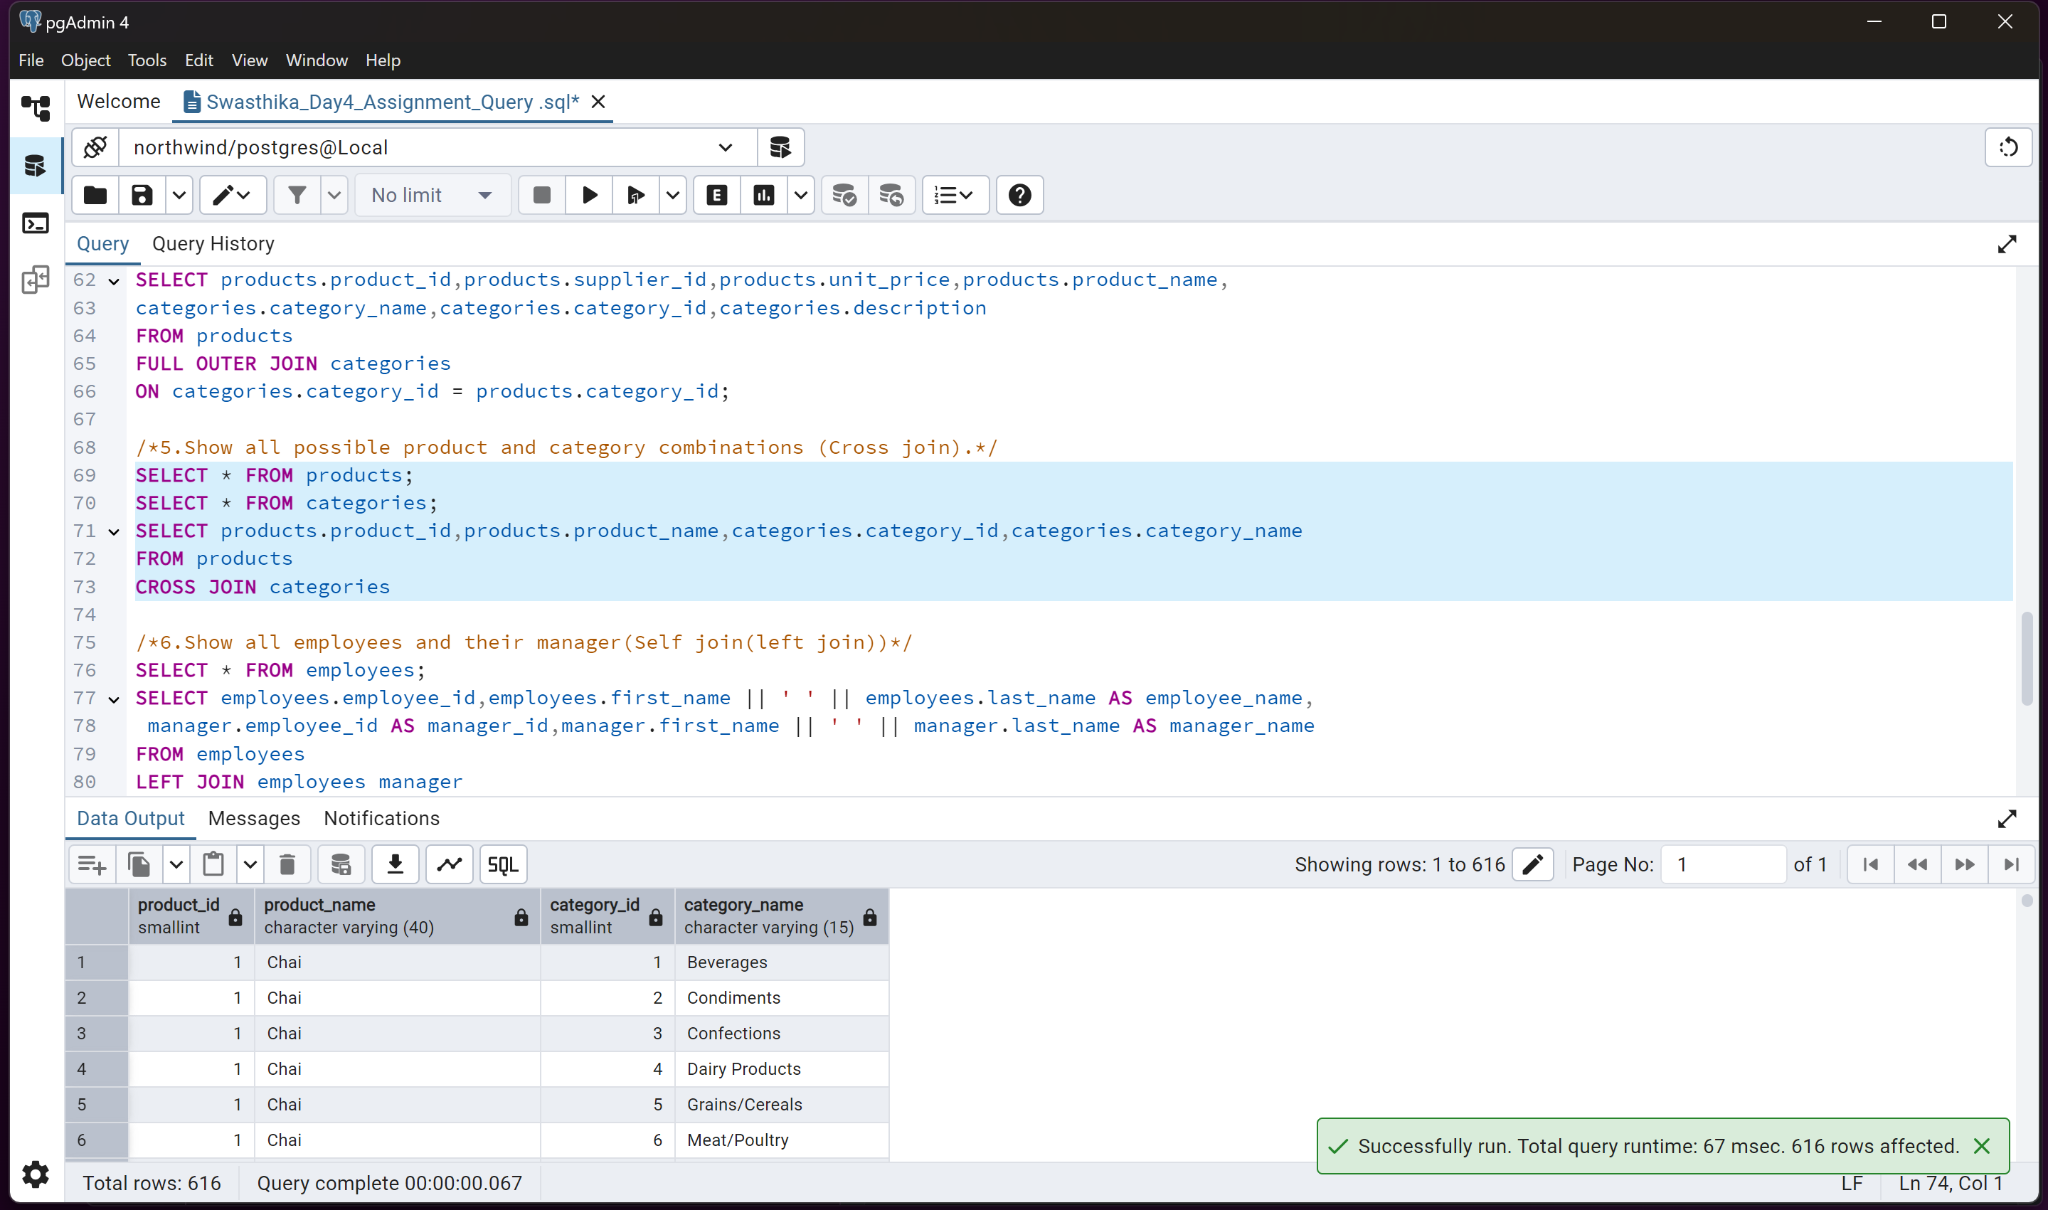 pgAdmin 4
File Object Tools Edit View Window Help
Welcome Swasthika_Day4_Assignment_Query .sql*
northwind/postgres@Local
No limit E
Query Query History
62 SELECT products.product_id,products.supplier_id,products.unit_price,products.product_name,
63 categories.category_name,categories.category_id,categories.description
64 FROM products
65 FULL OUTER JOIN categories
66 ON categories.category_id = products.category_id;
67
68 /*5.Show all possible product and category combinations (Cross join).*/
69 SELECT * FROM products;
70 SELECT * FROM categories;
71 SELECT products.product_id,products.product_name,categories.category_id,categories.category_name
72 FROM products
73 CROSS JOIN categories
74
75 /*6.Show all employees and their manager(Self join(left join))*/
76 SELECT * FROM employees;
77 SELECT employees.employee_id,employees.first_name || ' ' || employees.last_name AS employee_name,
78 manager.employee_id AS manager_id,manager.first_name || ' ' || manager.last_name AS manager_name
79 FROM employees
80 LEFT JOIN employees manager
Data Output Messages Notifications
SQL Showing rows: 1 to 616 Page No: 1 of 1
product_id product_name category_id category_name
smallint character varying (40) smallint character varying (15)
1 1 Chai 1 Beverages
2 1 Chai 2 Condiments
3 1 Chai 3 Confections
4 1 Chai 4 Dairy Products
5 1 Chai 5 Grains/Cereals
6 1 Chai 6 Meat/Poultry
Successfully run. Total query runtime: 67 msec. 616 rows affected.
Total rows: 616 Query complete 00:00:00.067 LF Ln 74, Col 1